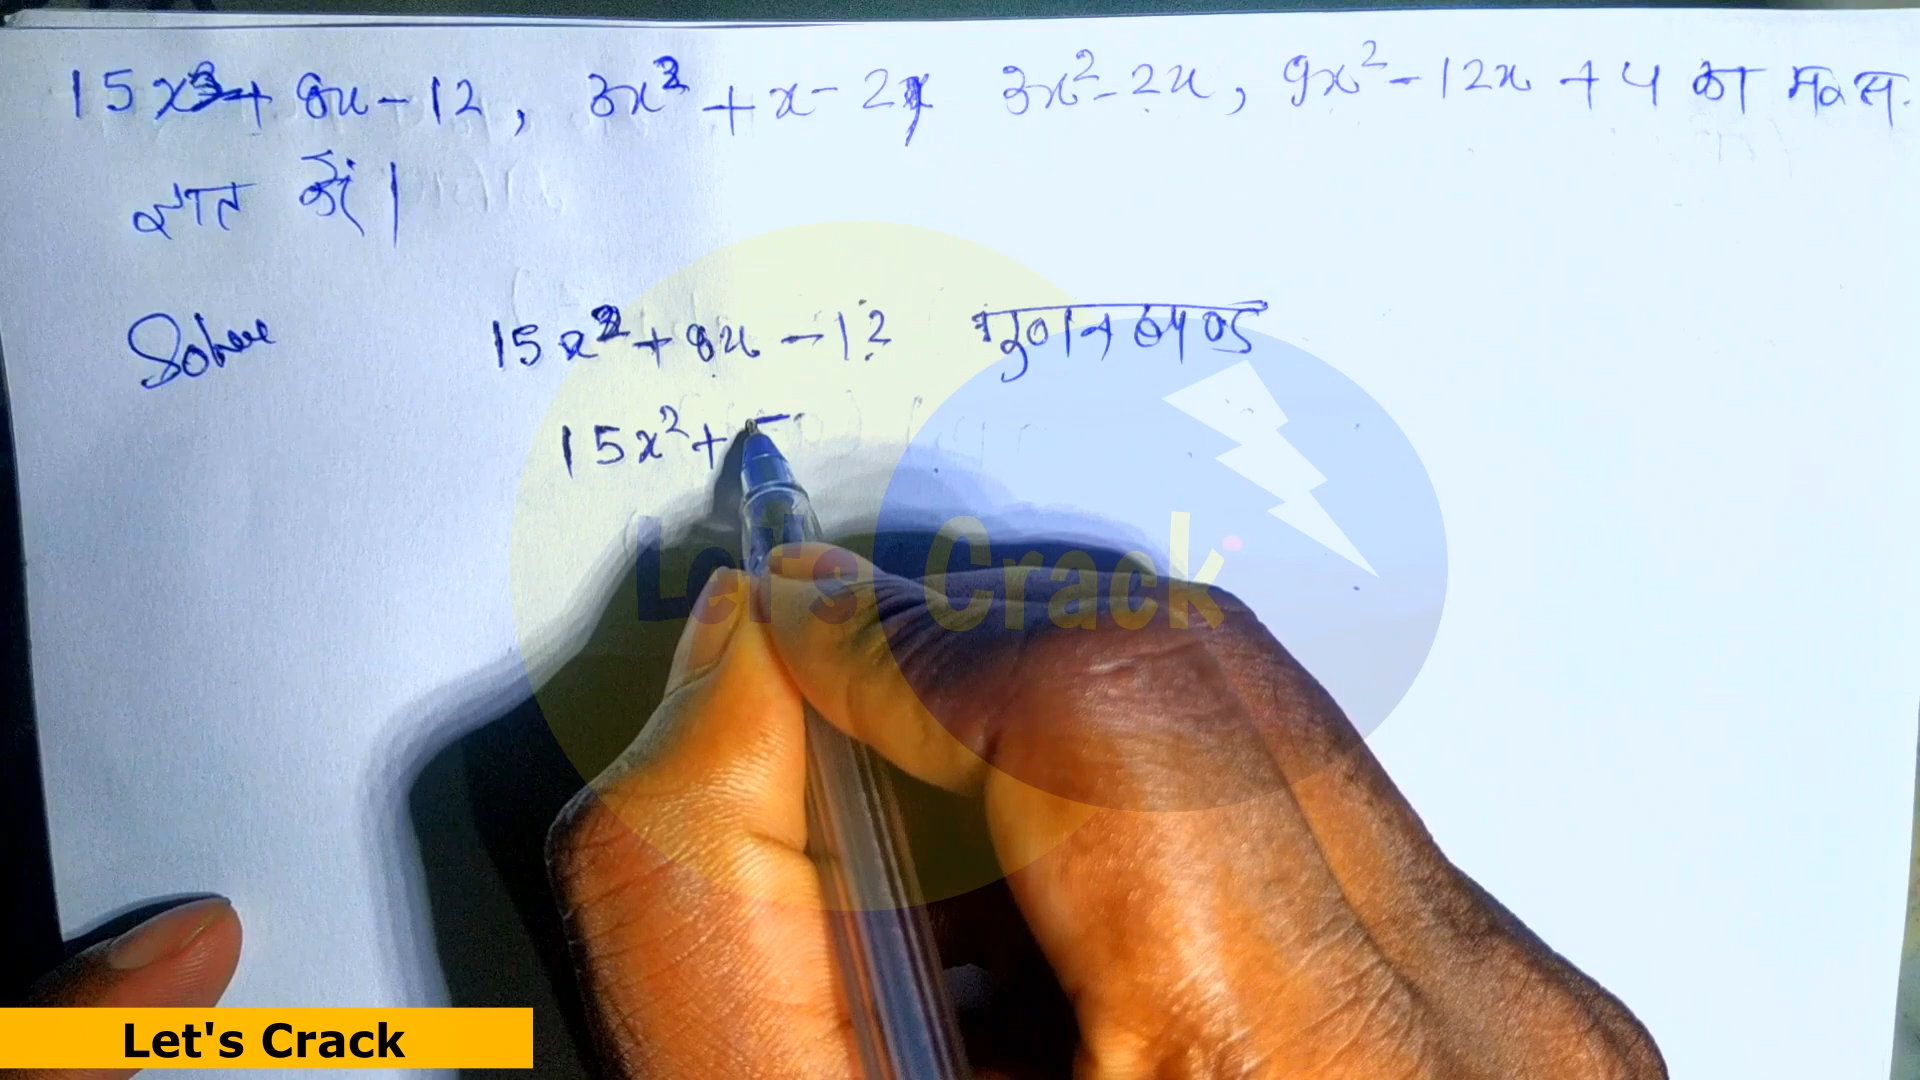 15x² + 8x - 12, 3x² + x - 2, 3x² - 2x, 9x² - 12x + 4 का म०स०
ज्ञात करें।
Solve 15x² + 8x - 12 गुणनखण्ड
15x² +
Let's Crack
Let's Crack